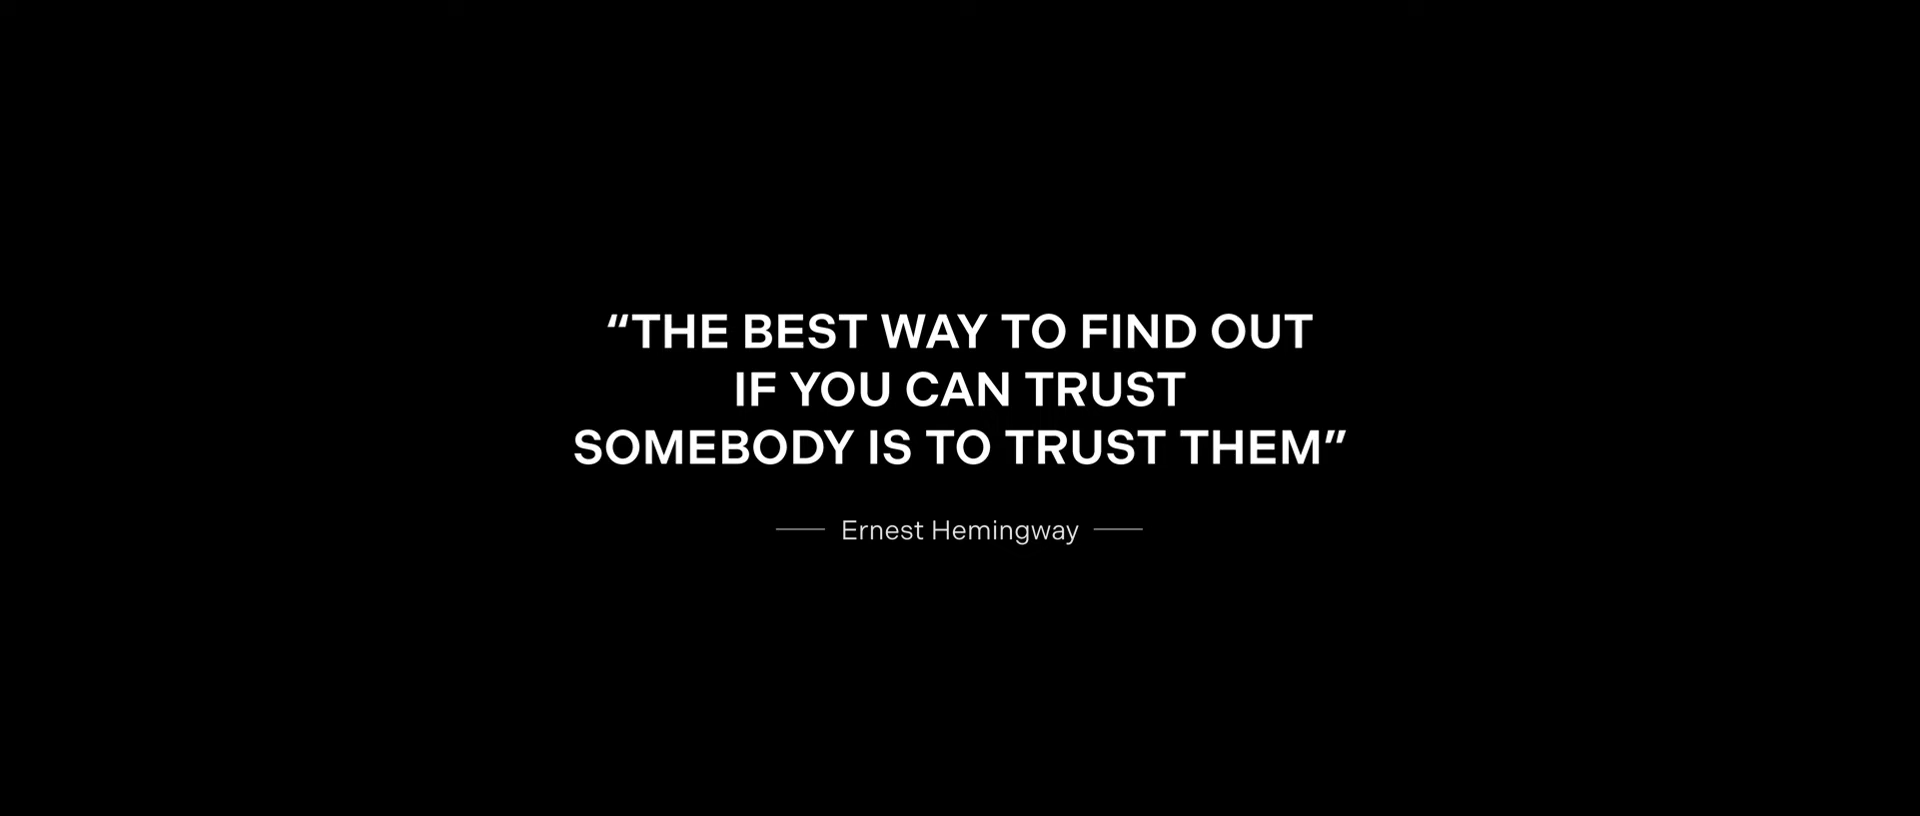 “THE BEST WAY TO FIND OUT
IF YOU CAN TRUST
SOMEBODY IS TO TRUST THEM”
Ernest Hemingway